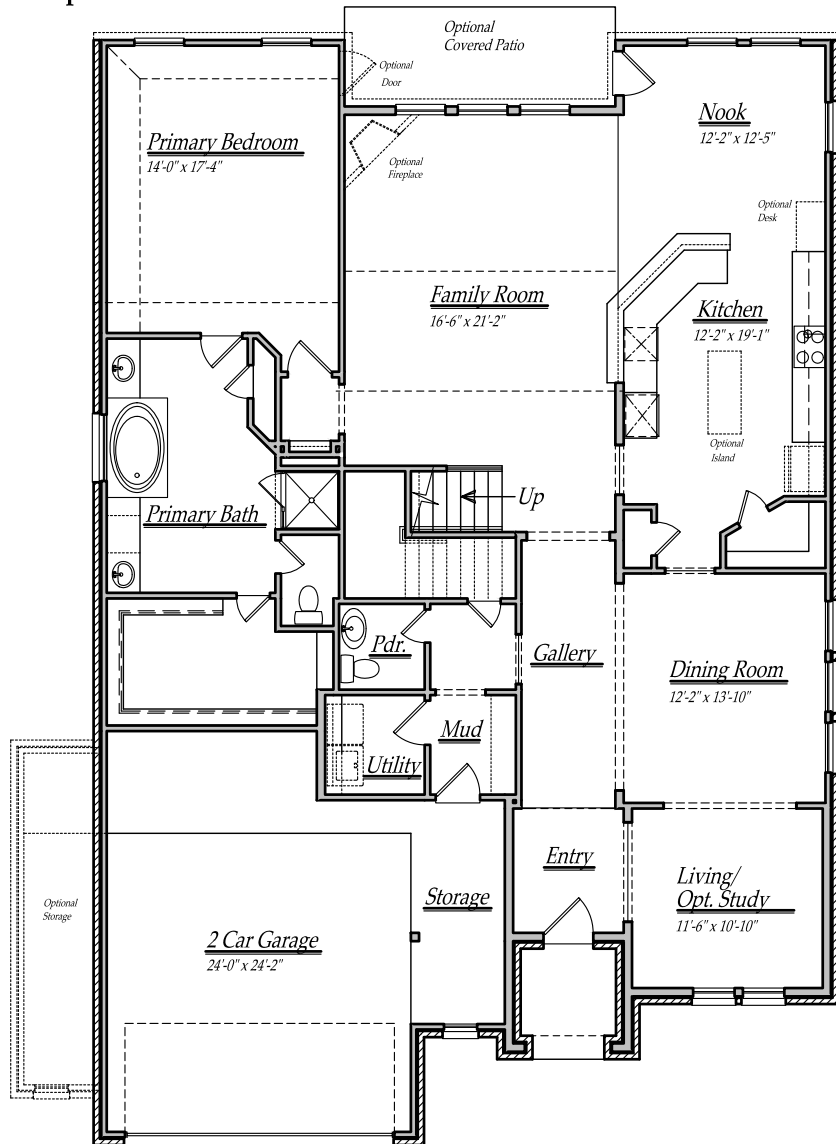 Optional
Covered Patio
Optional
Door
Nook
12'-2" x 12'-5"
Primary Bedroom
14'-0" x 17'-4"
Optional
Fireplace
Optional
Desk
Family Room
16'-6" x 21'-2"
Kitchen
12'-2" x 19'-1"
Optional
Island
Up
Primary Bath
Pdr.
Gallery
Dining Room
12'-2" x 13'-10"
Mud
Utility
Entry
Living/
Opt. Study
11'-6" x 10'-10"
Storage
Optional
Storage
2 Car Garage
24'-0" x 24'-2"